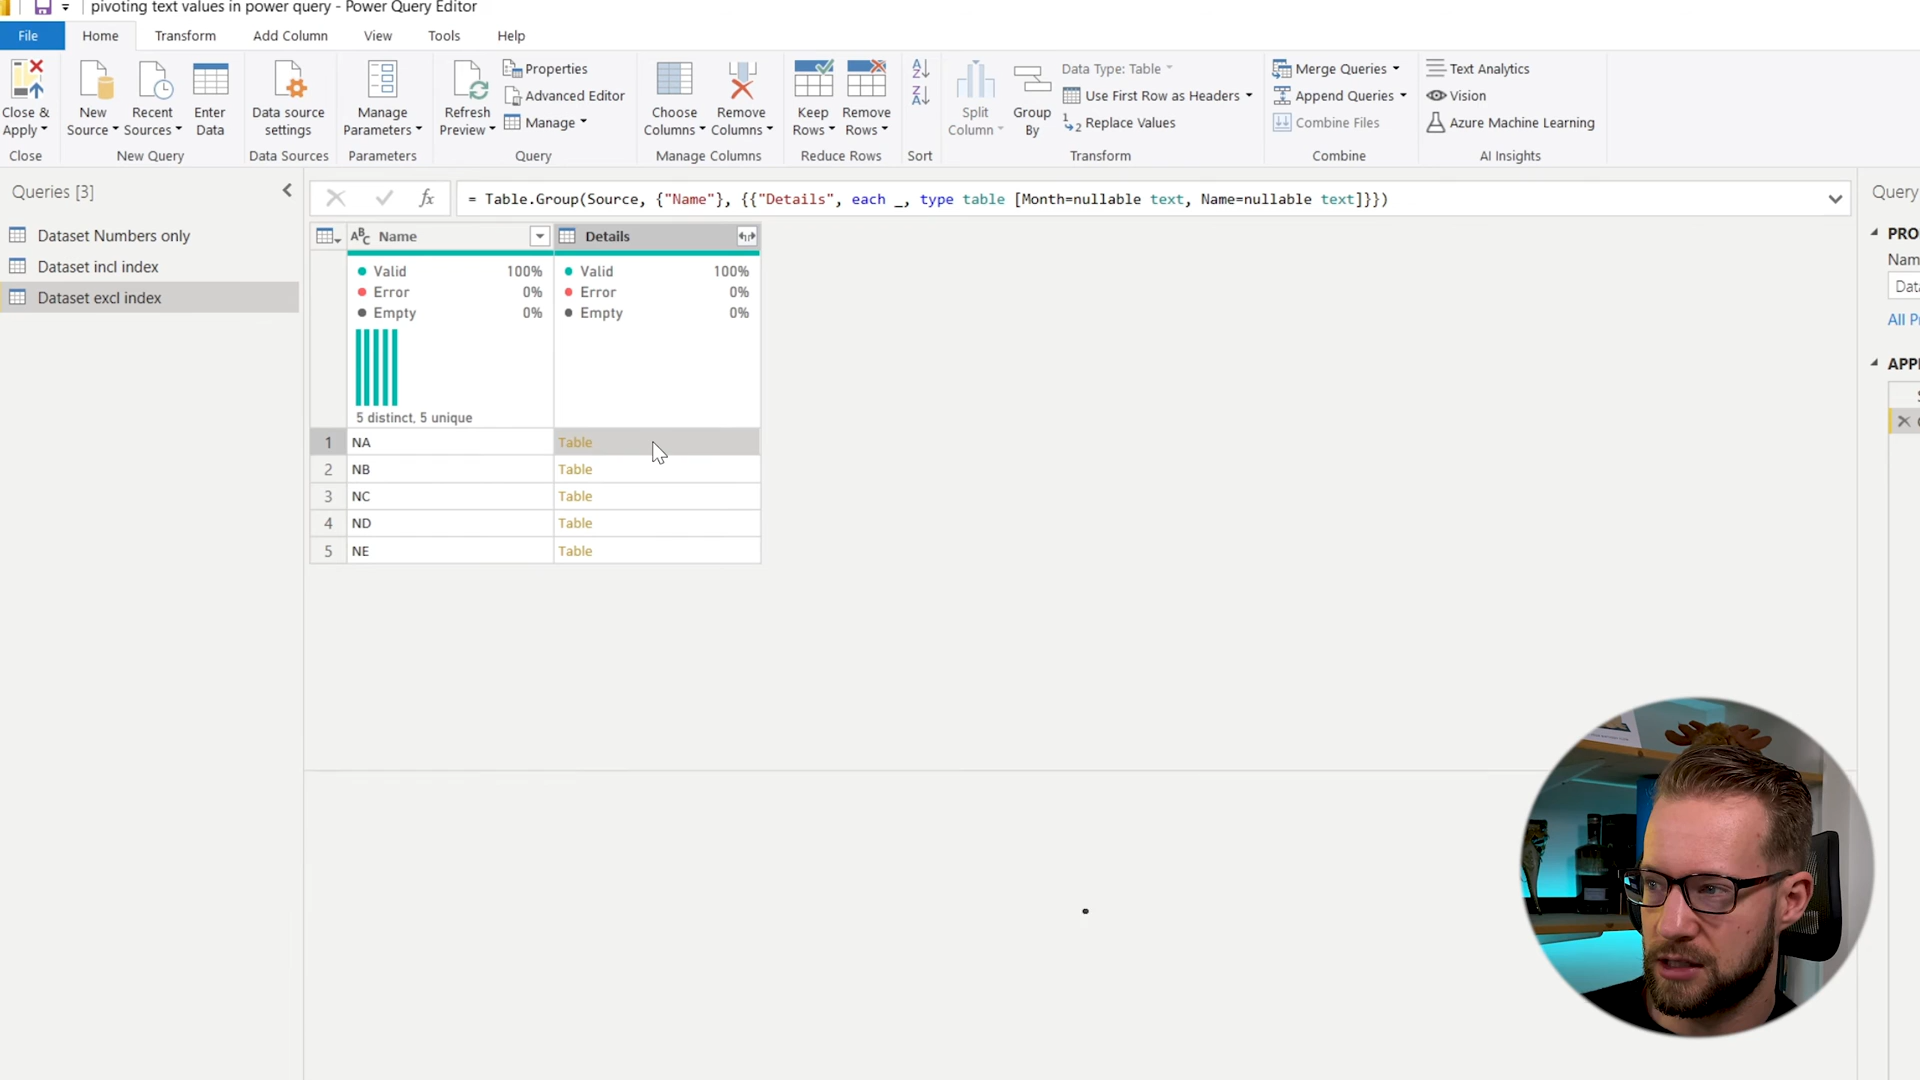 pivoting text values in power query - Power Query Editor
File Home Transform Add Column View Tools Help
Close & Apply
New Source
Recent Sources
Enter Data
Data source settings
Manage Parameters
Refresh Preview
Properties
Advanced Editor
Manage
Choose Columns
Remove Columns
Keep Rows
Remove Rows
Split Column
Group By
Data Type: Table
Use First Row as Headers
Replace Values
Merge Queries
Append Queries
Combine Files
Text Analytics
Vision
Azure Machine Learning
Close New Query Data Sources Parameters Query Manage Columns Reduce Rows Sort Transform Combine AI Insights
Queries [3]
Dataset Numbers only
Dataset incl index
Dataset excl index
fx = Table.Group(Source, {"Name"}, {{"Details", each _, type table [Month=nullable text, Name=nullable text]}})
ABC Name Details
Valid 100% Valid 100%
Error 0% Error 0%
Empty 0% Empty 0%
5 distinct, 5 unique
1 NA Table
2 NB Table
3 NC Table
4 ND Table
5 NE Table
Query
PRO
Nam
Data
All Pr
APPL